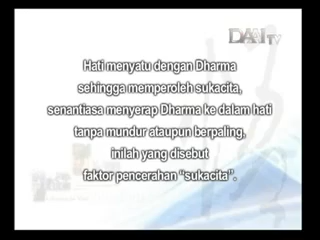 DAAI TV
Hati menyatu dengan Dharma
sehingga memperoleh sukacita,
senantiasa menyerap Dharma ke dalam hati
tanpa mundur ataupun berpaling,
inilah yang disebut
faktor pencerahan “sukacita”.